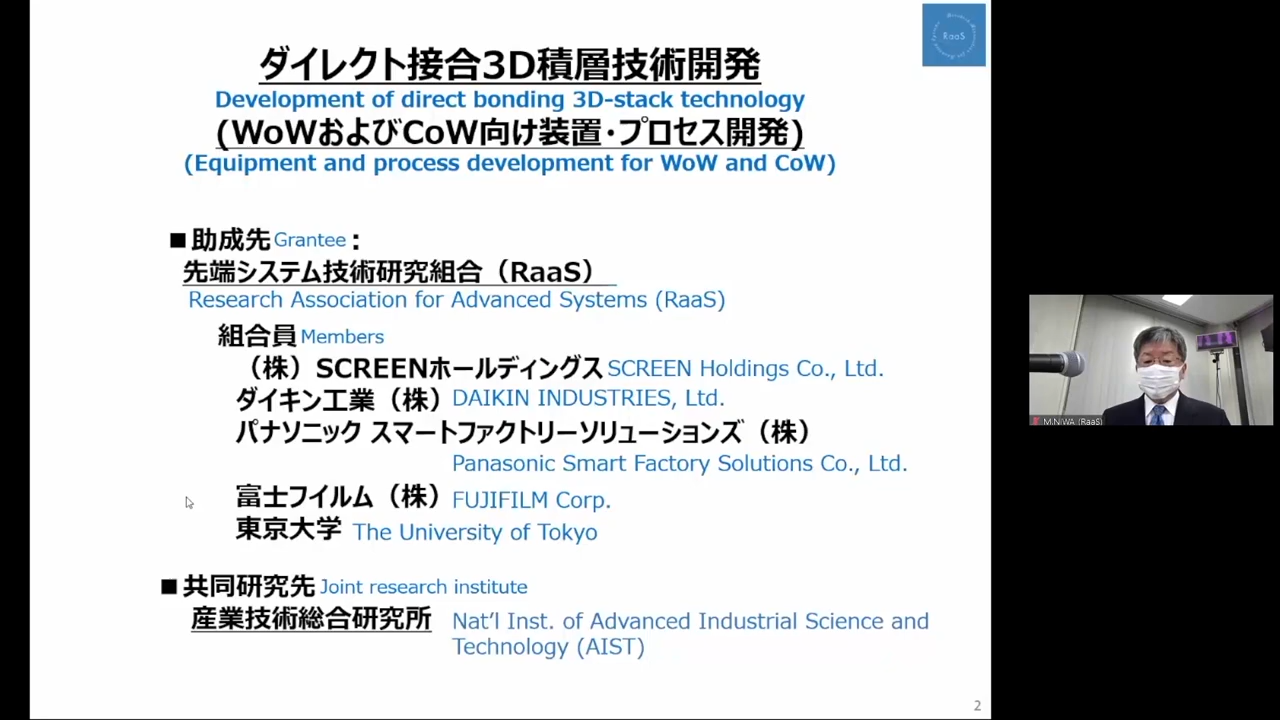 RaaS
ダイレクト接合3D積層技術開発
Development of direct bonding 3D-stack technology
(WoWおよびCoW向け装置・プロセス開発)
(Equipment and process development for WoW and CoW)
■助成先 Grantee：
先端システム技術研究組合（RaaS）
Research Association for Advanced Systems (RaaS)
組合員 Members
（株）SCREENホールディングス SCREEN Holdings Co., Ltd.
ダイキン工業（株） DAIKIN INDUSTRIES, Ltd.
パナソニック スマートファクトリーソリューションズ（株）
Panasonic Smart Factory Solutions Co., Ltd.
富士フイルム（株） FUJIFILM Corp.
東京大学 The University of Tokyo
■共同研究先 Joint research institute
産業技術総合研究所 Nat’l Inst. of Advanced Industrial Science and
Technology (AIST)
2
M.NIWA (RaaS)